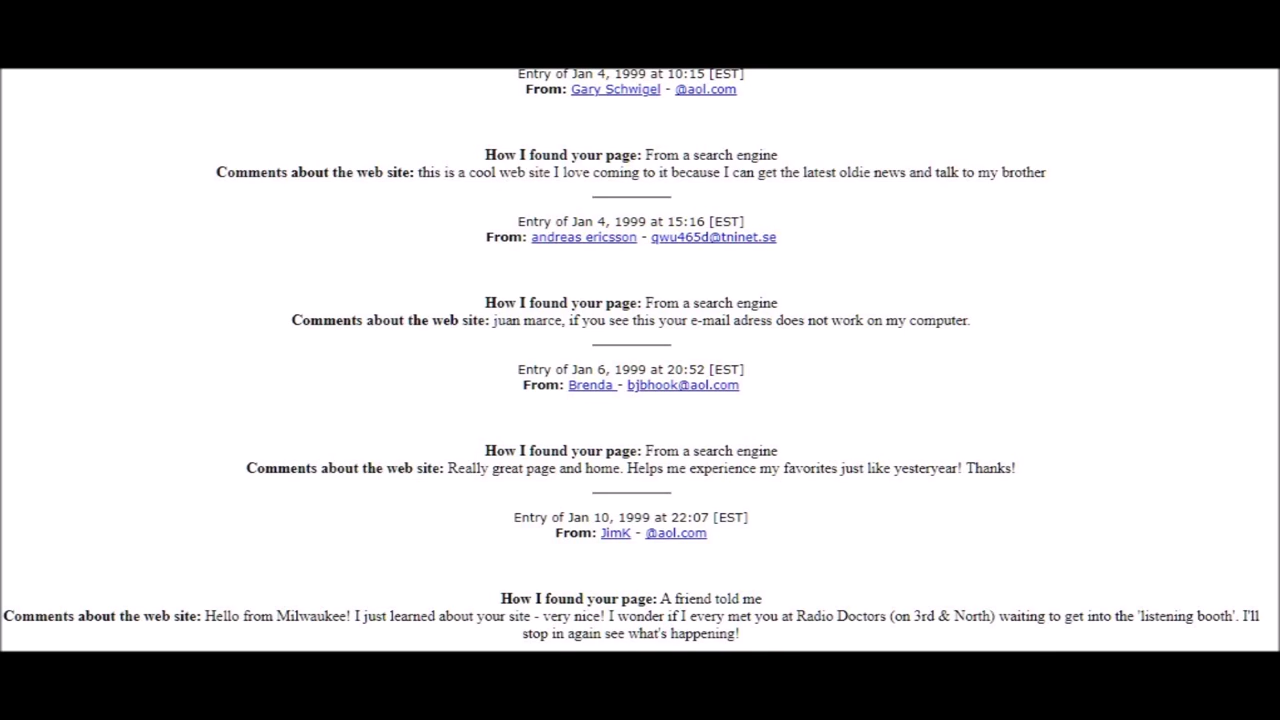 Entry of Jan 4, 1999 at 10:15 [EST]
From: Gary Schwigel - @aol.com
How I found your page: From a search engine
Comments about the web site: this is a cool web site I love coming to it because I can get the latest oldie news and talk to my brother
Entry of Jan 4, 1999 at 15:16 [EST]
From: andreas ericsson - qwu465d@tninet.se
How I found your page: From a search engine
Comments about the web site: juan marce, if you see this your e-mail adress does not work on my computer.
Entry of Jan 6, 1999 at 20:52 [EST]
From: Brenda - bjbhook@aol.com
How I found your page: From a search engine
Comments about the web site: Really great page and home. Helps me experience my favorites just like yesteryear! Thanks!
Entry of Jan 10, 1999 at 22:07 [EST]
From: JimK - @aol.com
How I found your page: A friend told me
Comments about the web site: Hello from Milwaukee! I just learned about your site - very nice! I wonder if I every met you at Radio Doctors (on 3rd & North) waiting to get into the 'listening booth'. I'll
stop in again see what's happening!